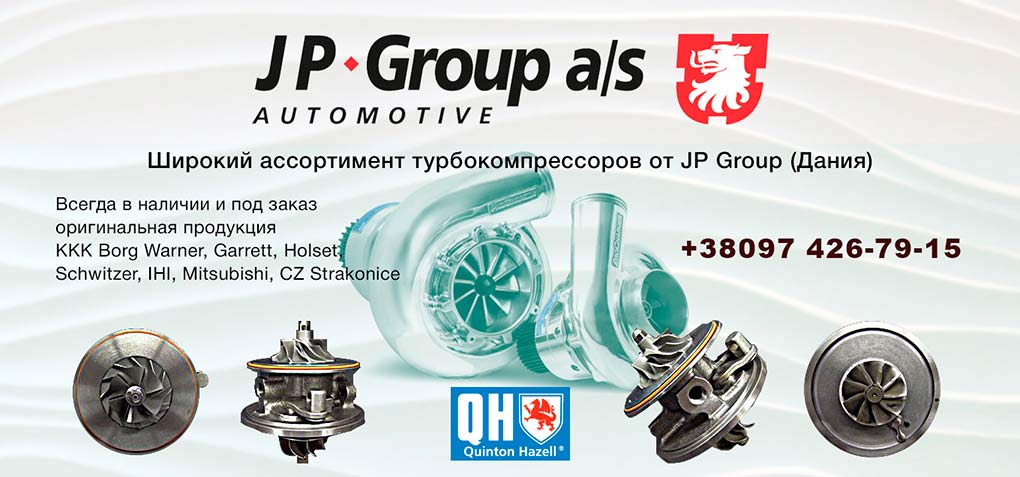 JP Group a/s
AUTOMOTIVE
Широкий ассортимент турбокомпрессоров от JP Group (Дания)
Всегда в наличии и под заказ
оригинальная продукция
KKK Borg Warner, Garrett, Holset,
Schwitzer, IHI, Mitsubishi, CZ Strakonice
+38097 426-79-15
QH
Quinton Hazell®